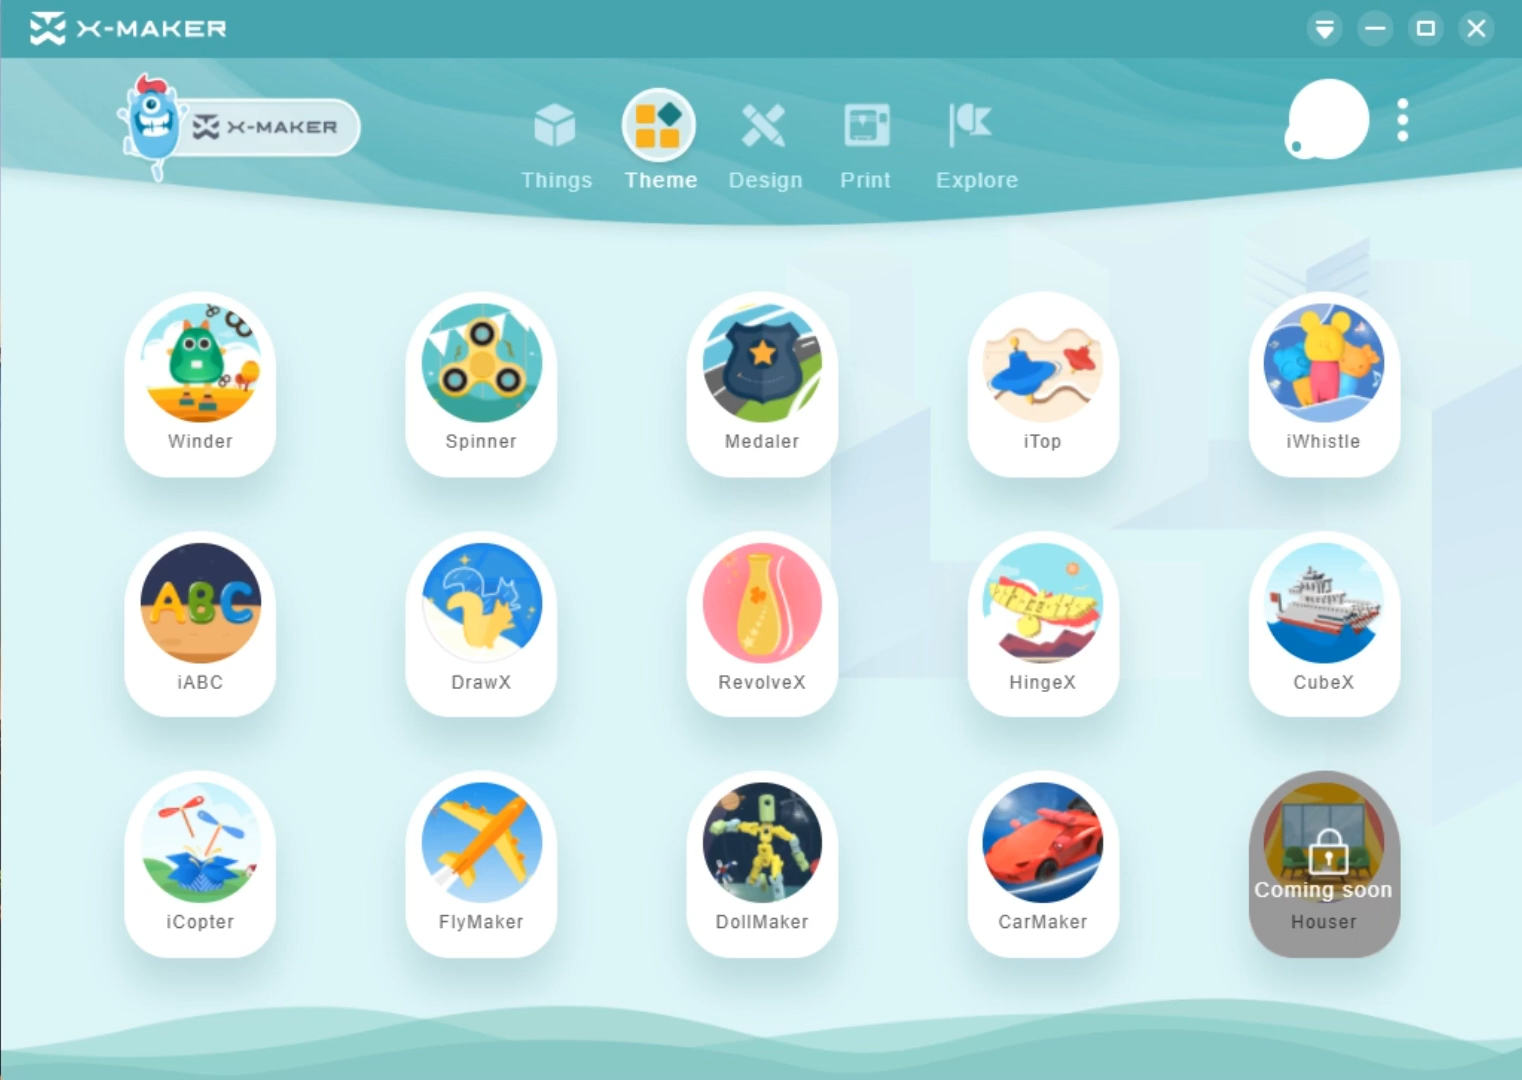 X-MAKER
X-MAKER
Things Theme Design Print Explore
Winder Spinner Medaler iTop iWhistle
ABC
iABC DrawX RevolveX HingeX CubeX
Coming soon
iCopter FlyMaker DollMaker CarMaker Houser